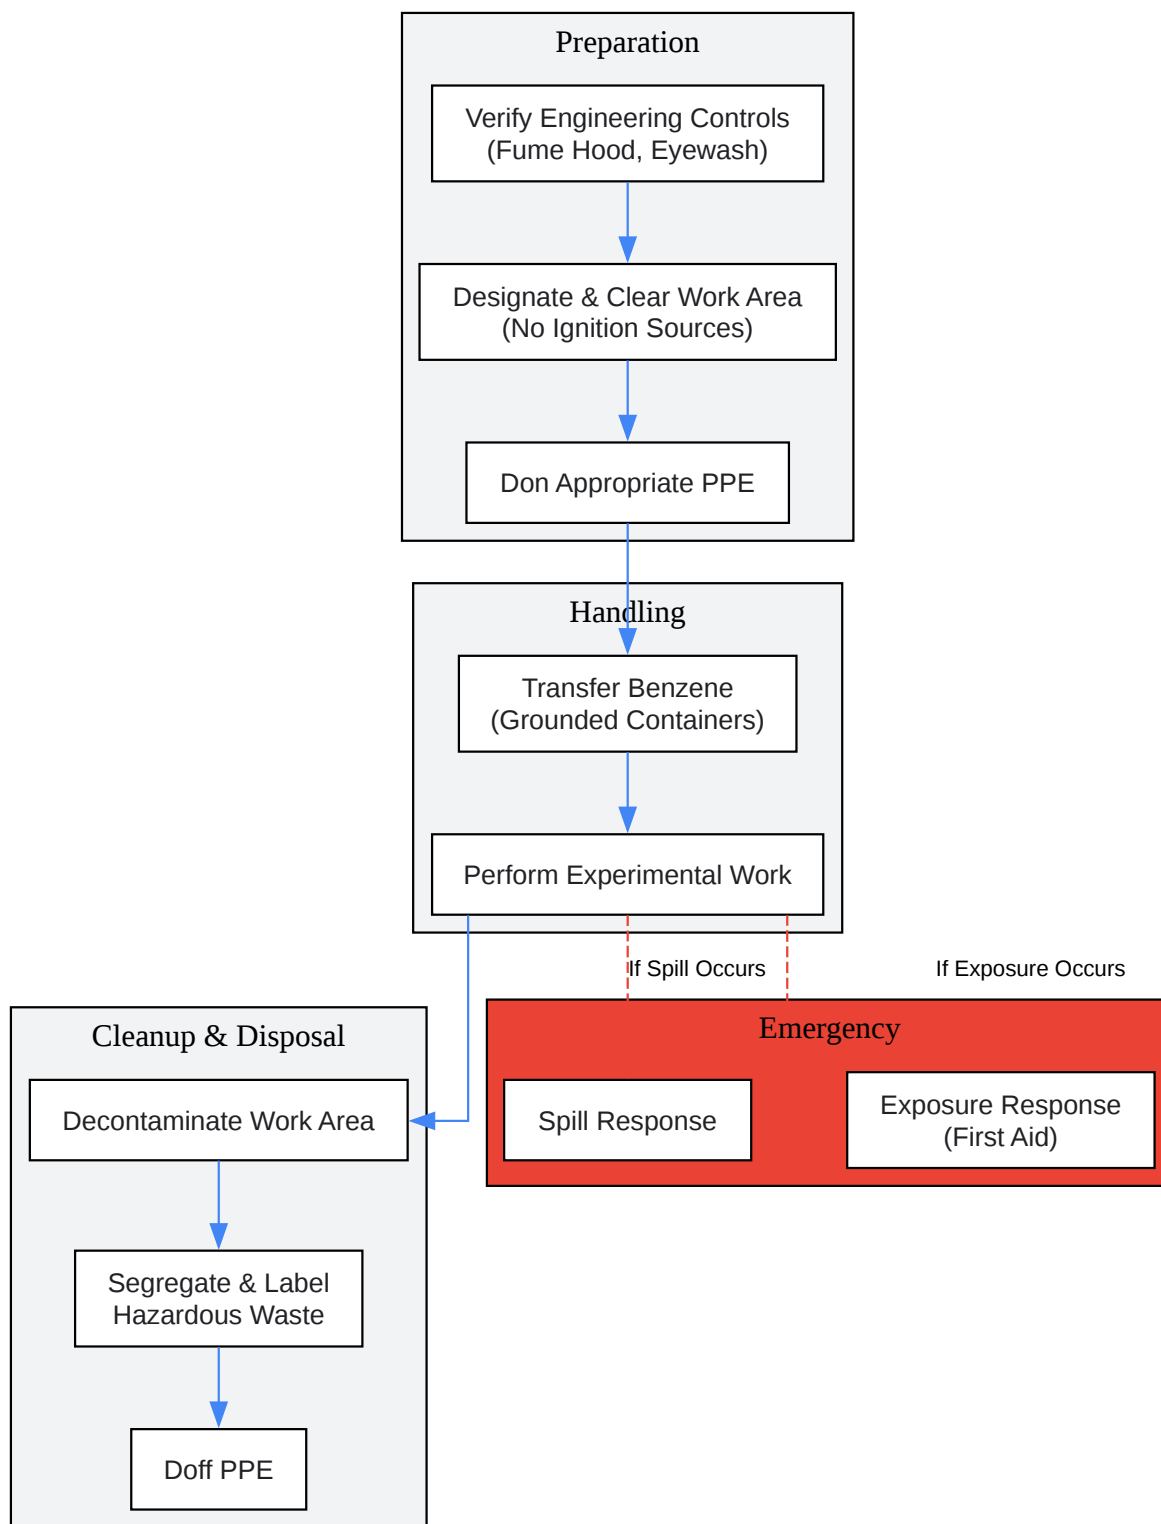 Preparation
Verify Engineering Controls
(Fume Hood, Eyewash)
Designate & Clear Work Area
(No Ignition Sources)
Don Appropriate PPE
Handling
Transfer Benzene
(Grounded Containers)
Perform Experimental Work
If Spill Occurs
If Exposure Occurs
Cleanup & Disposal
Decontaminate Work Area
Segregate & Label
Hazardous Waste
Doff PPE
Emergency
Spill Response
Exposure Response
(First Aid)